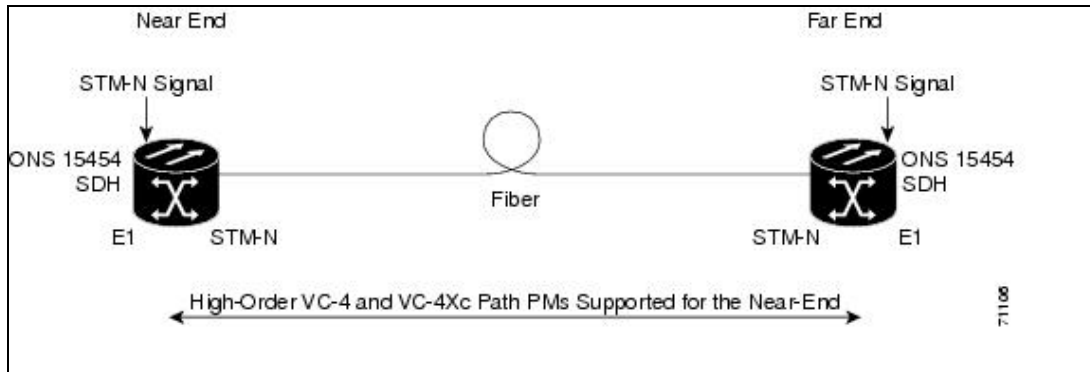 Near End
Far End
STM-N Signal
STM-N Signal
ONS 15454
SDH
ONS 15454
SDH
Fiber
E1
STM-N
STM-N
E1
High-Order VC-4 and VC-4Xc Path PMs Supported for the Near-End
71186